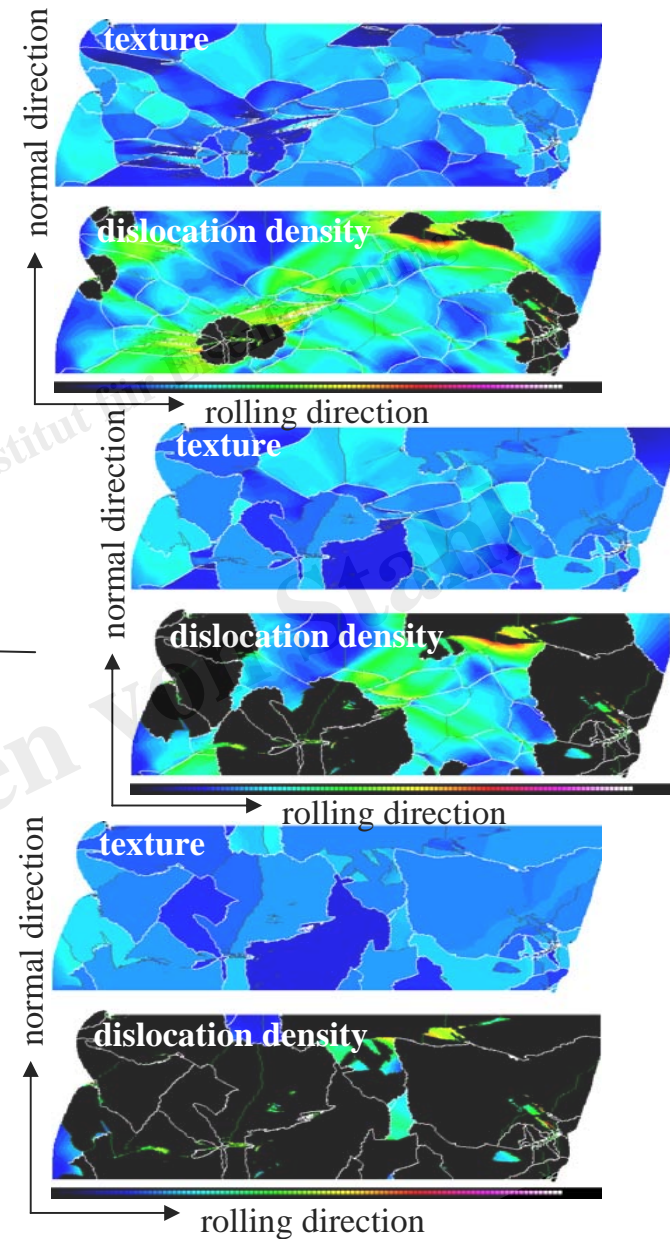 texture
normal direction
dislocation density
rolling direction
texture
normal direction
dislocation density
rolling direction
texture
normal direction
dislocation density
rolling direction